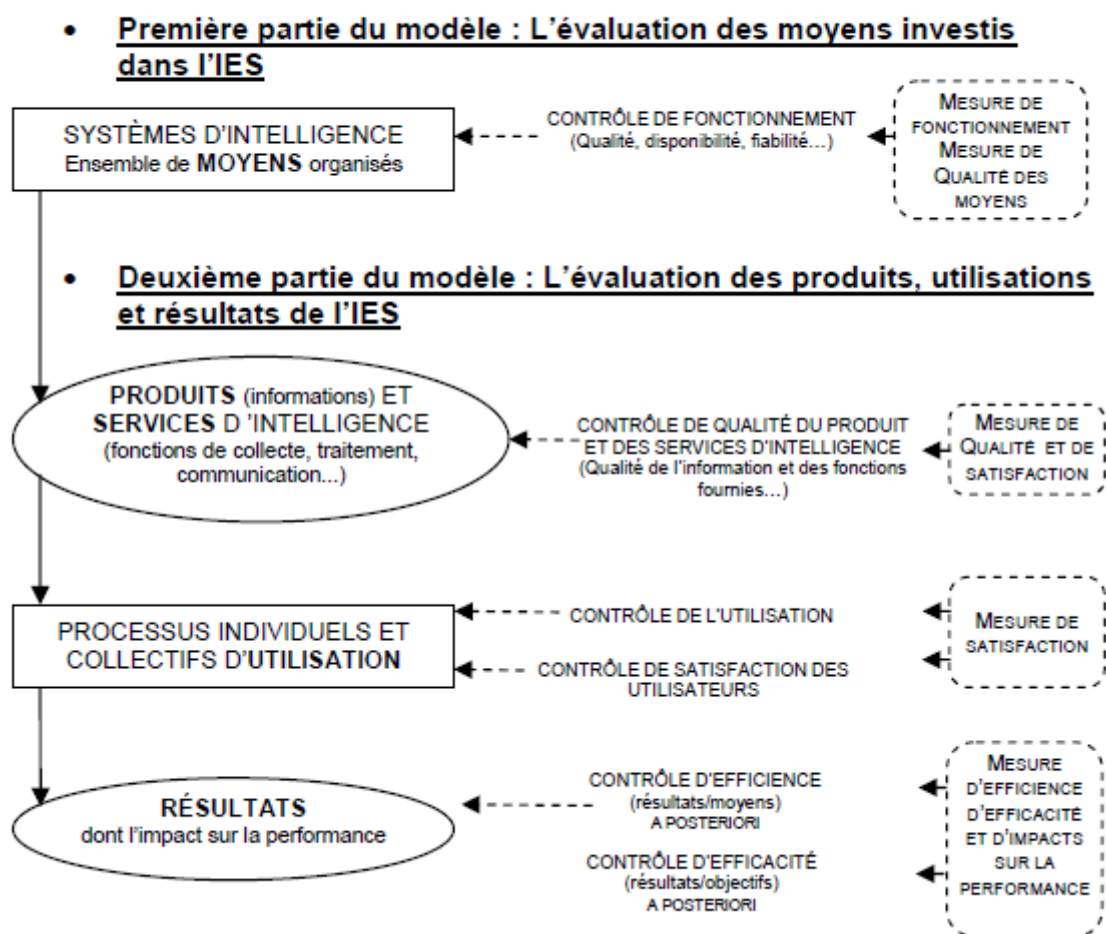 • Première partie du modèle : L'évaluation des moyens investis
dans l'IES
SYSTÈMES D'INTELLIGENCE
Ensemble de MOYENS organisés
CONTRÔLE DE FONCTIONNEMENT
(Qualité, disponibilité, fiabilité…)
MESURE DE
FONCTIONNEMENT
MESURE DE
QUALITÉ DES
MOYENS
• Deuxième partie du modèle : L'évaluation des produits, utilisations
et résultats de l'IES
PRODUITS (informations) ET
SERVICES D 'INTELLIGENCE
(fonctions de collecte, traitement,
communication...)
CONTRÔLE DE QUALITÉ DU PRODUIT
ET DES SERVICES D'INTELLIGENCE
(Qualité de l'information et des fonctions
fournies…)
MESURE DE
QUALITÉ ET DE
SATISFACTION
PROCESSUS INDIVIDUELS ET
COLLECTIFS D'UTILISATION
CONTRÔLE DE L'UTILISATION
CONTRÔLE DE SATISFACTION DES
UTILISATEURS
MESURE DE
SATISFACTION
RÉSULTATS
dont l'impact sur la performance
CONTRÔLE D'EFFICIENCE
(résultats/moyens)
A POSTERIORI
CONTRÔLE D'EFFICACITÉ
(résultats/objectifs)
A POSTERIORI
MESURE
D'EFFICIENCE
D'EFFICACITÉ
ET D'IMPACTS
SUR LA
PERFORMANCE